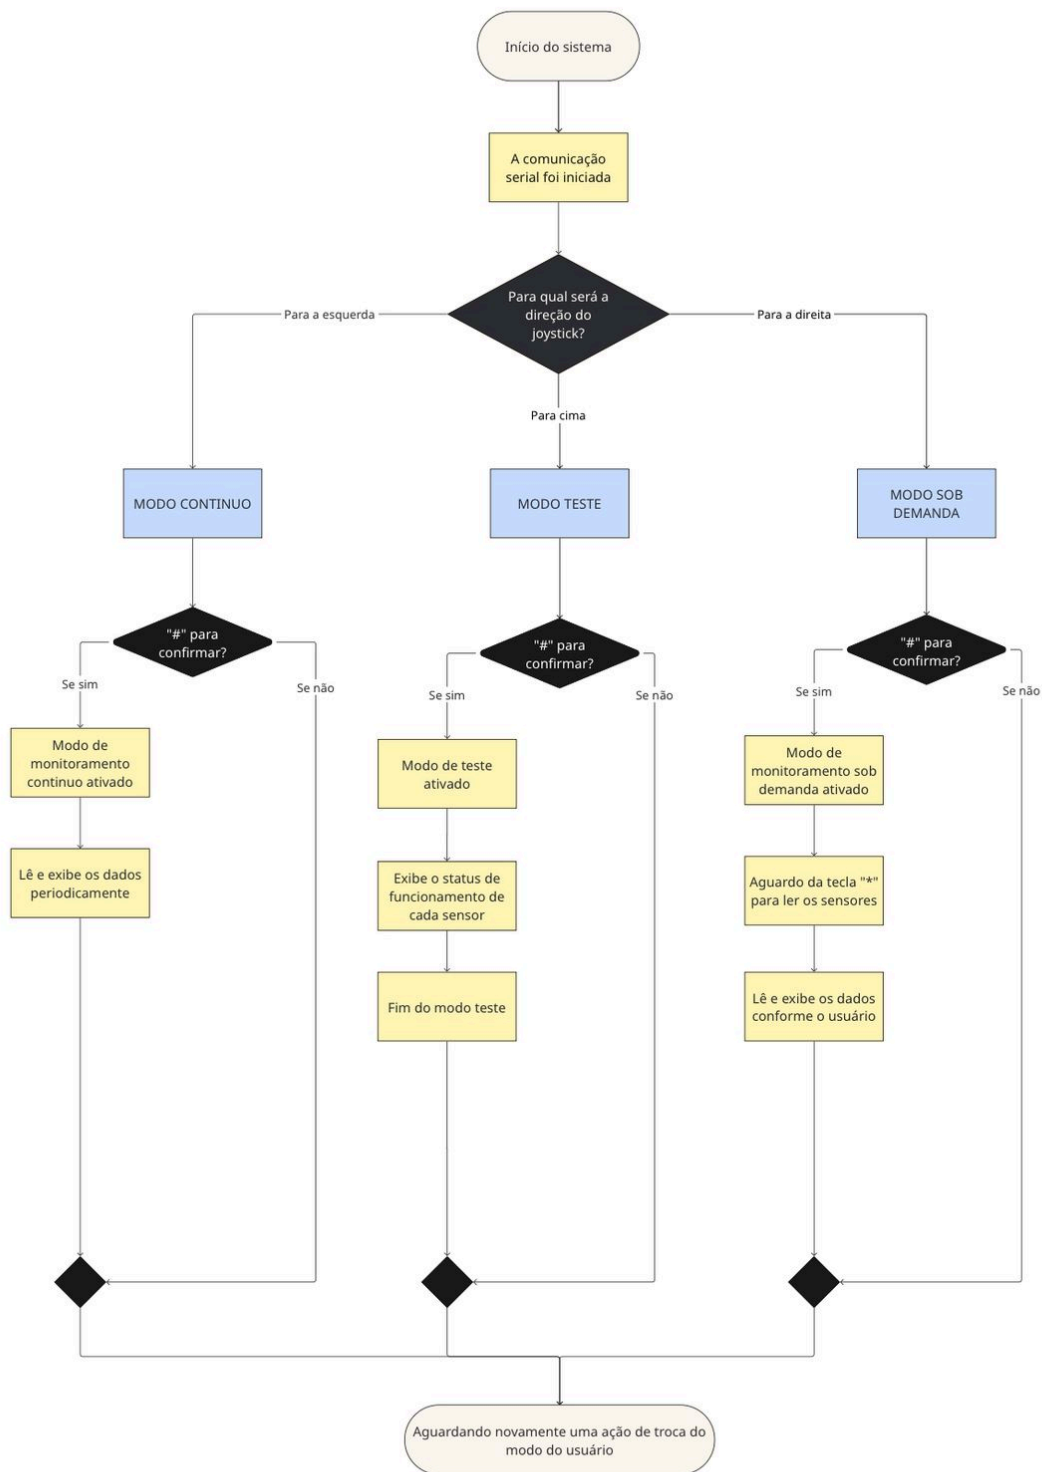 Início do sistema
A comunicação
serial foi iniciada
Para qual será a
direção do
joystick?
Para a esquerda
Para a direita
Para cima
MODO CONTINUO
MODO TESTE
MODO SOB
DEMANDA
"#" para
confirmar?
"#" para
confirmar?
"#" para
confirmar?
Se sim
Se não
Se sim
Se não
Se sim
Se não
Modo de
monitoramento
continuo ativado
Modo de teste
ativado
Modo de
monitoramento sob
demanda ativado
Lê e exibe os dados
periodicamente
Exibe o status de
funcionamento de
cada sensor
Aguardo da tecla "*"
para ler os sensores
Fim do modo teste
Lê e exibe os dados
conforme o usuário
Aguardando novamente uma ação de troca do
modo do usuário